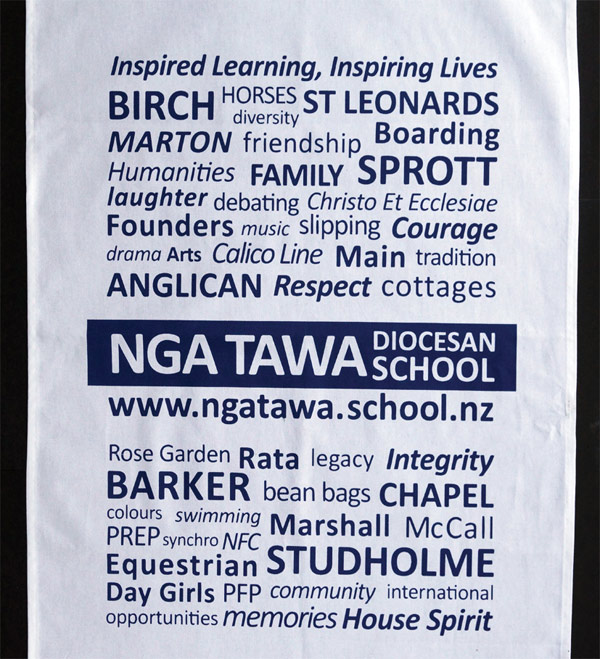 Inspired Learning, Inspiring Lives
BIRCH HORSES diversity ST LEONARDS
MARTON friendship Boarding
Humanities FAMILY SPROTT
laughter debating Christo Et Ecclesiae
Founders music slipping Courage
drama Arts Calico Line Main tradition
ANGLICAN Respect cottages
NGA TAWA DIOCESAN SCHOOL
www.ngatawa.school.nz
Rose Garden Rata legacy Integrity
BARKER bean bags CHAPEL
colours swimming Marshall McCall
PREP synchro NFC
Equestrian STUDHOLME
Day Girls PFP community international
opportunities memories House Spirit